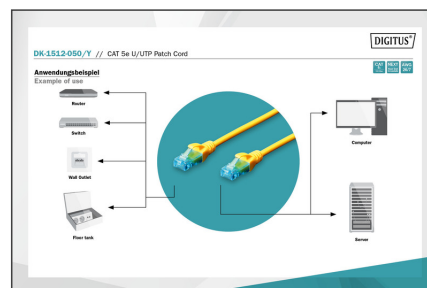 DIGITUS®
DK-1512-050/Y // CAT 5e U/UTP Patch Cord
Anwendungsbeispiel
Example of use
Router
Switch
Wall Outlet
Floor tank
Computer
Server